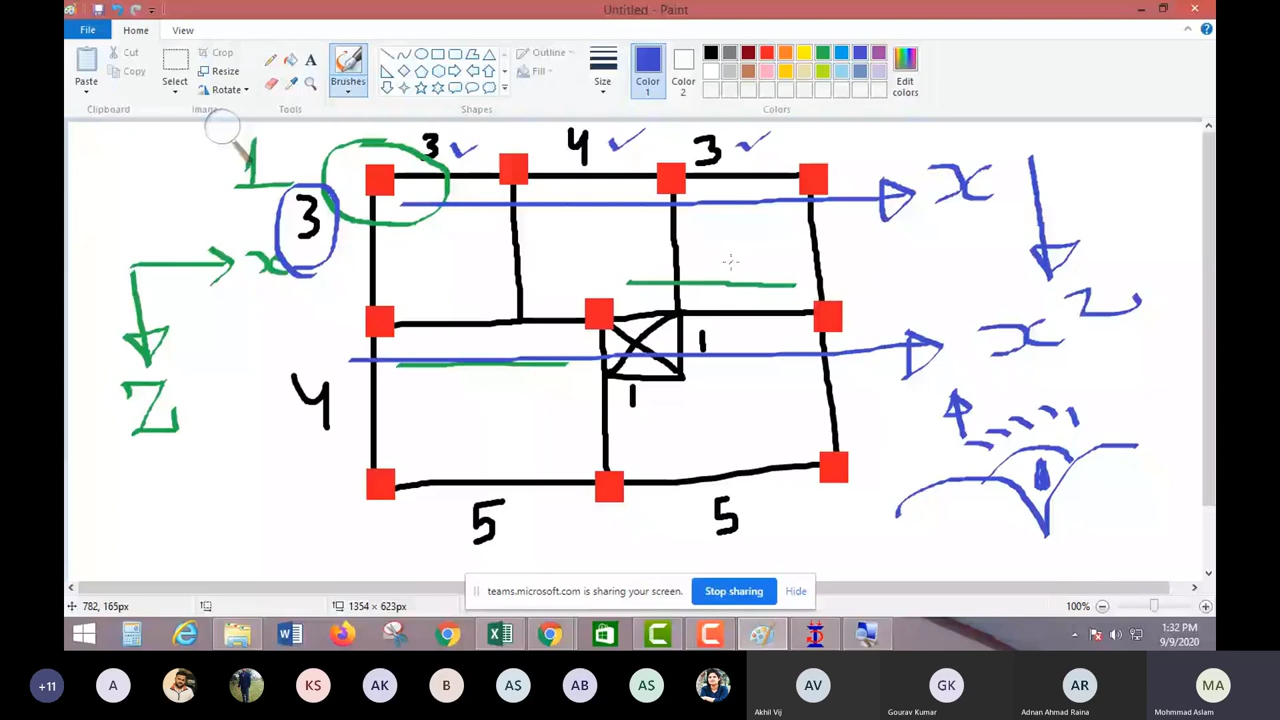 Untitled - Paint
File Home View
Cut
Copy
Paste
Crop
Resize
Rotate
Select
Brushes
Outline
Fill
Size
Color 1
Color 2
Edit colors
Clipboard
Image
Tools
Shapes
Colors
3 4 3
1
3
x
x
Z
x
1
x
4
1
5 5
teams.microsoft.com is sharing your screen.
Stop sharing
Hide
782, 165px
1354 × 623px
100%
1:32 PM
9/9/2020
+11 A KS AK B AS AB AS AV GK AR MA
Akhil Vij
Gourav Kumar
Adnan Ahmad Raina
Mohmmad Aslam